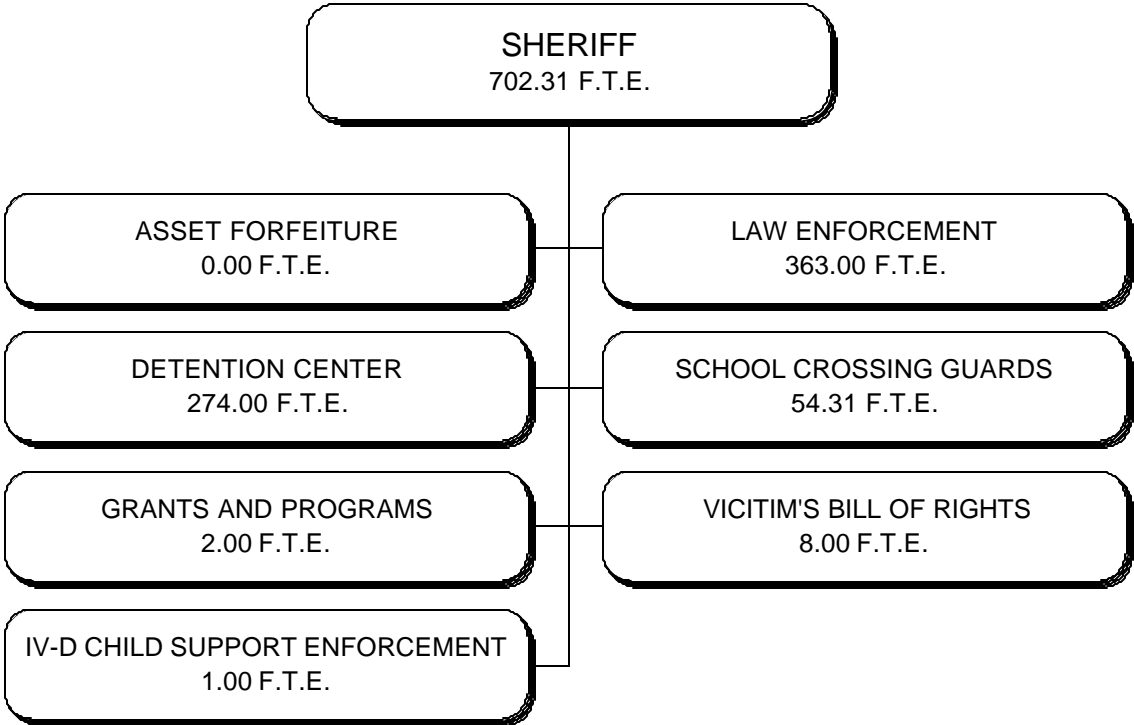 SHERIFF
702.31 F.T.E.
ASSET FORFEITURE
0.00 F.T.E.
LAW ENFORCEMENT
363.00 F.T.E.
DETENTION CENTER
274.00 F.T.E.
SCHOOL CROSSING GUARDS
54.31 F.T.E.
GRANTS AND PROGRAMS
2.00 F.T.E.
VICITIM'S BILL OF RIGHTS
8.00 F.T.E.
IV-D CHILD SUPPORT ENFORCEMENT
1.00 F.T.E.